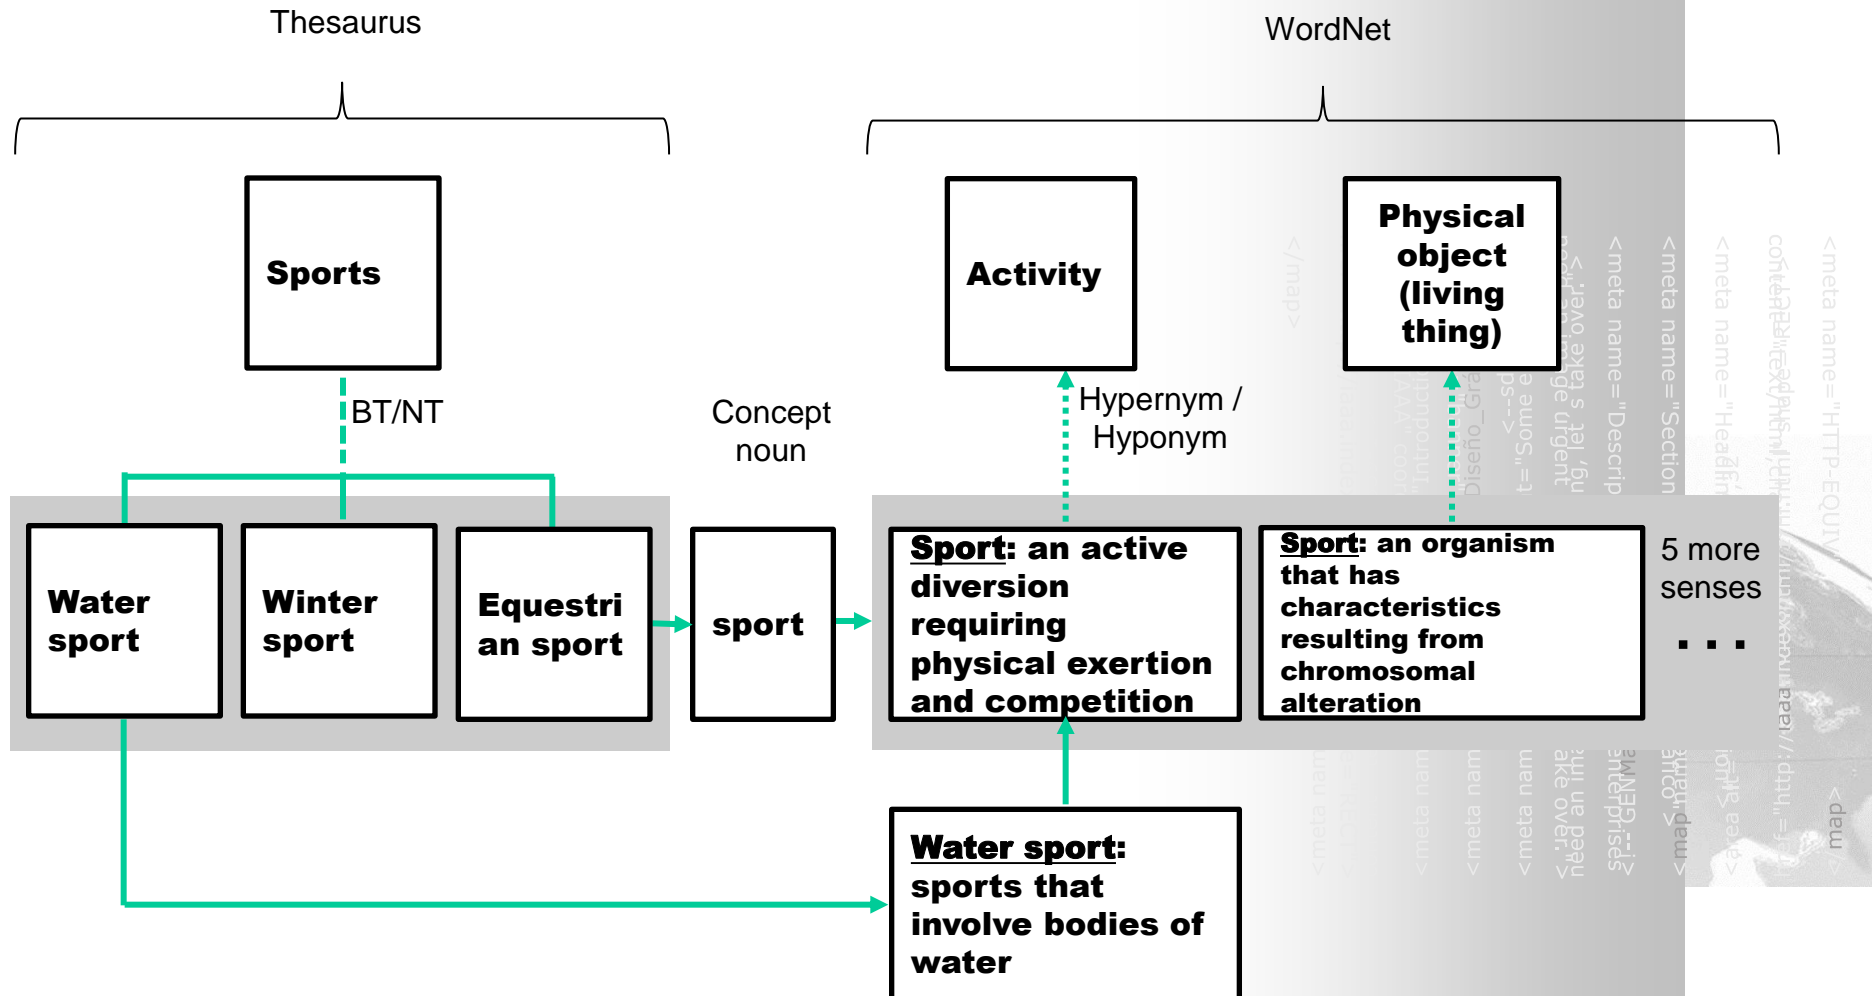 Thesaurus
WordNet
Sports
Activity
Physical
object
(living
thing)
BT/NT
Concept
noun
Hypernym /
Hyponym
Water
sport
Winter
sport
Equestri
an sport
sport
Sport: an active
diversion
requiring
physical exertion
and competition
Sport: an organism
that has
characteristics
resulting from
chromosomal
alteration
5 more
senses
...
Water sport:
sports that
involve bodies of
water